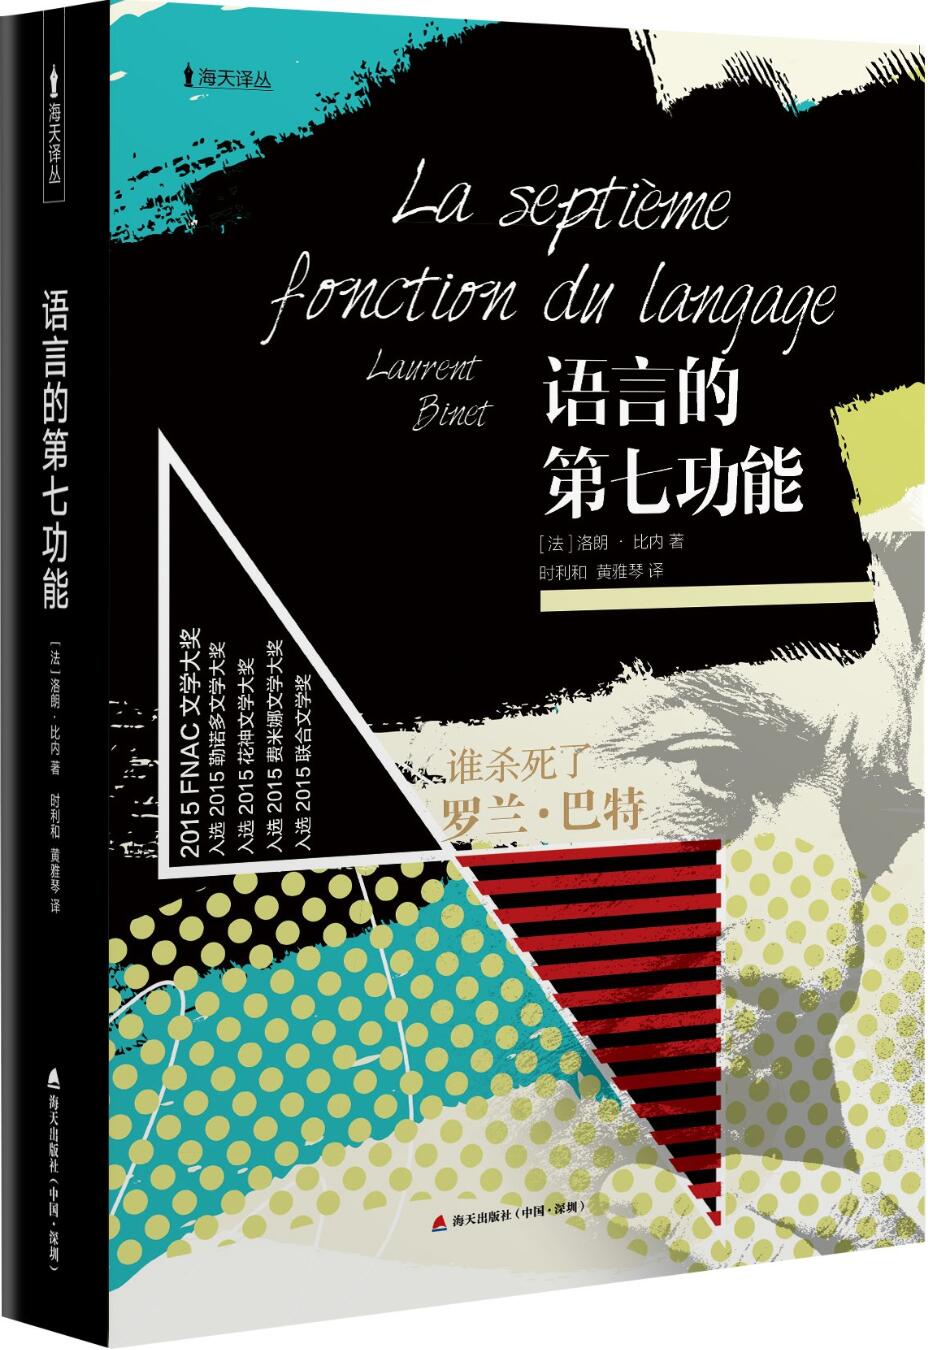 海天译丛
语言的第七功能
[法]洛朗·比内 著 时利和 黄雅琴 译
海天出版社(中国·深圳)
海天译丛
La septième
fonction du langage
Laurent
Binet
语言的
第七功能
[法]洛朗·比内 著
时利和 黄雅琴 译
2015 FNAC 文学大奖
入选 2015 勒诺多文学大奖
入选 2015 花神文学大奖
入选 2015 费米娜文学大奖
入选 2015 联合文学奖
谁杀死了
罗兰·巴特
海天出版社(中国·深圳)